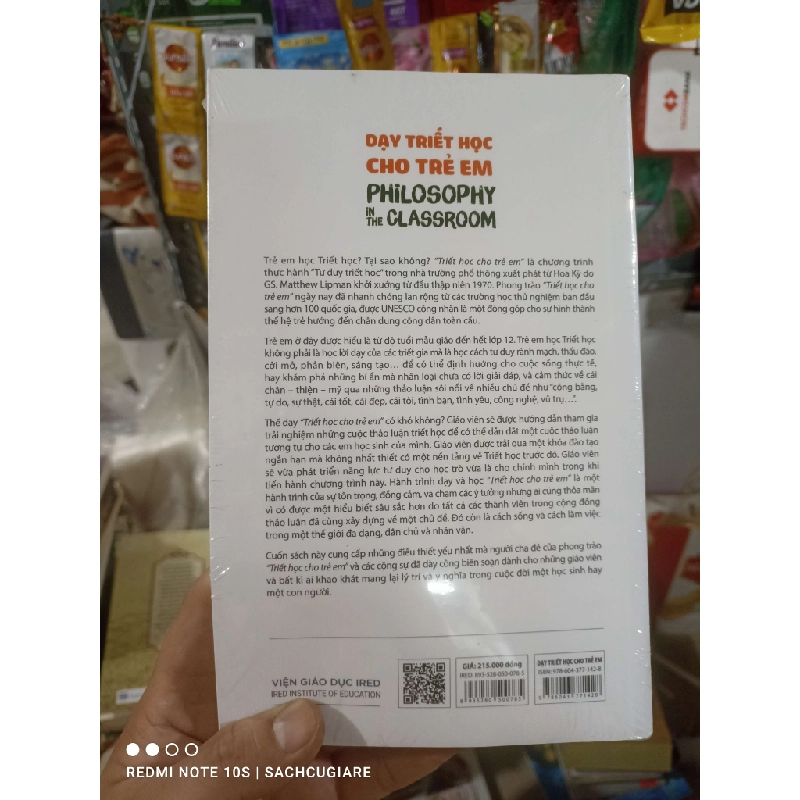 DẠY TRIẾT HỌC
CHO TRẺ EM
PHiLOSOPHY
IN THE CLASSROOM
Trẻ em học Triết học? Tại sao không? "Triết học cho trẻ em" là chương trình
thực hành "Tư duy triết học" trong nhà trường phổ thông xuất phát từ Hoa Kỳ do
GS. Matthew Lipman khởi xướng từ đầu thập niên 1970. Phong trào "Triết học cho
trẻ em" ngày nay đã nhanh chóng lan rộng từ các trường học thử nghiệm ban đầu
sang hơn 100 quốc gia, được UNESCO công nhận là một đóng góp cho sự hình thành
thế hệ trẻ hướng đến chân dung công dân toàn cầu.
Trẻ em ở đây được hiểu là từ độ tuổi mẫu giáo đến hết lớp 12. Trẻ em học Triết học
không phải là học lời dạy của các triết gia mà là học cách tư duy rành mạch, thấu đáo,
cởi mở, phản biện, sáng tạo... để có thể định hướng cho cuộc sống thực tế,
hay khám phá những bí ẩn mà nhân loại chưa có lời giải đáp, và cảm thức về cái
chân – thiện – mỹ qua những thảo luận sôi nổi về nhiều chủ đề như "công bằng,
tự do, sự thật, cái tốt, cái đẹp, cái tôi, tình bạn, tình yêu, công nghệ, vũ trụ...".
Thế dạy "Triết học cho trẻ em" có khó không? Giáo viên sẽ được hướng dẫn tham gia
trải nghiệm những cuộc thảo luận triết học để có thể dẫn dắt một cuộc thảo luận
tương tự cho các em học sinh của mình. Giáo viên được trải qua một khóa đào tạo
ngắn hạn mà không nhất thiết có một nền tảng về Triết học trước đó. Giáo viên
sẽ vừa phát triển năng lực tư duy cho học trò vừa là cho chính mình trong khi
tiến hành chương trình này. Hành trình dạy và học "Triết học cho trẻ em" là một
hành trình của sự tôn trọng, đồng cảm, va chạm các ý tưởng nhưng ai cũng thỏa mãn
vì có được một hiểu biết sâu sắc hơn do tất cả các thành viên trong cộng đồng
thảo luận đã cùng xây dựng về một chủ đề. Đó còn là cách sống và cách làm việc
trong một thế giới đa dạng, dân chủ và nhân văn.
Cuốn sách này cung cấp những điều thiết yếu nhất mà người cha đẻ của phong trào
"Triết học cho trẻ em" và các cộng sự đã dày công biên soạn dành cho những giáo viên
và bất kì ai khao khát mang lại lý trí và ý nghĩa trong cuộc đời một học sinh hay
một con người.
VIỆN GIÁO DỤC IRED
IRED INSTITUTE OF EDUCATION
GIÁ: 215.000 đồng
DẠY TRIẾT HỌC CHO TRẺ EM
REDMI NOTE 10S | SACHCUGIARE